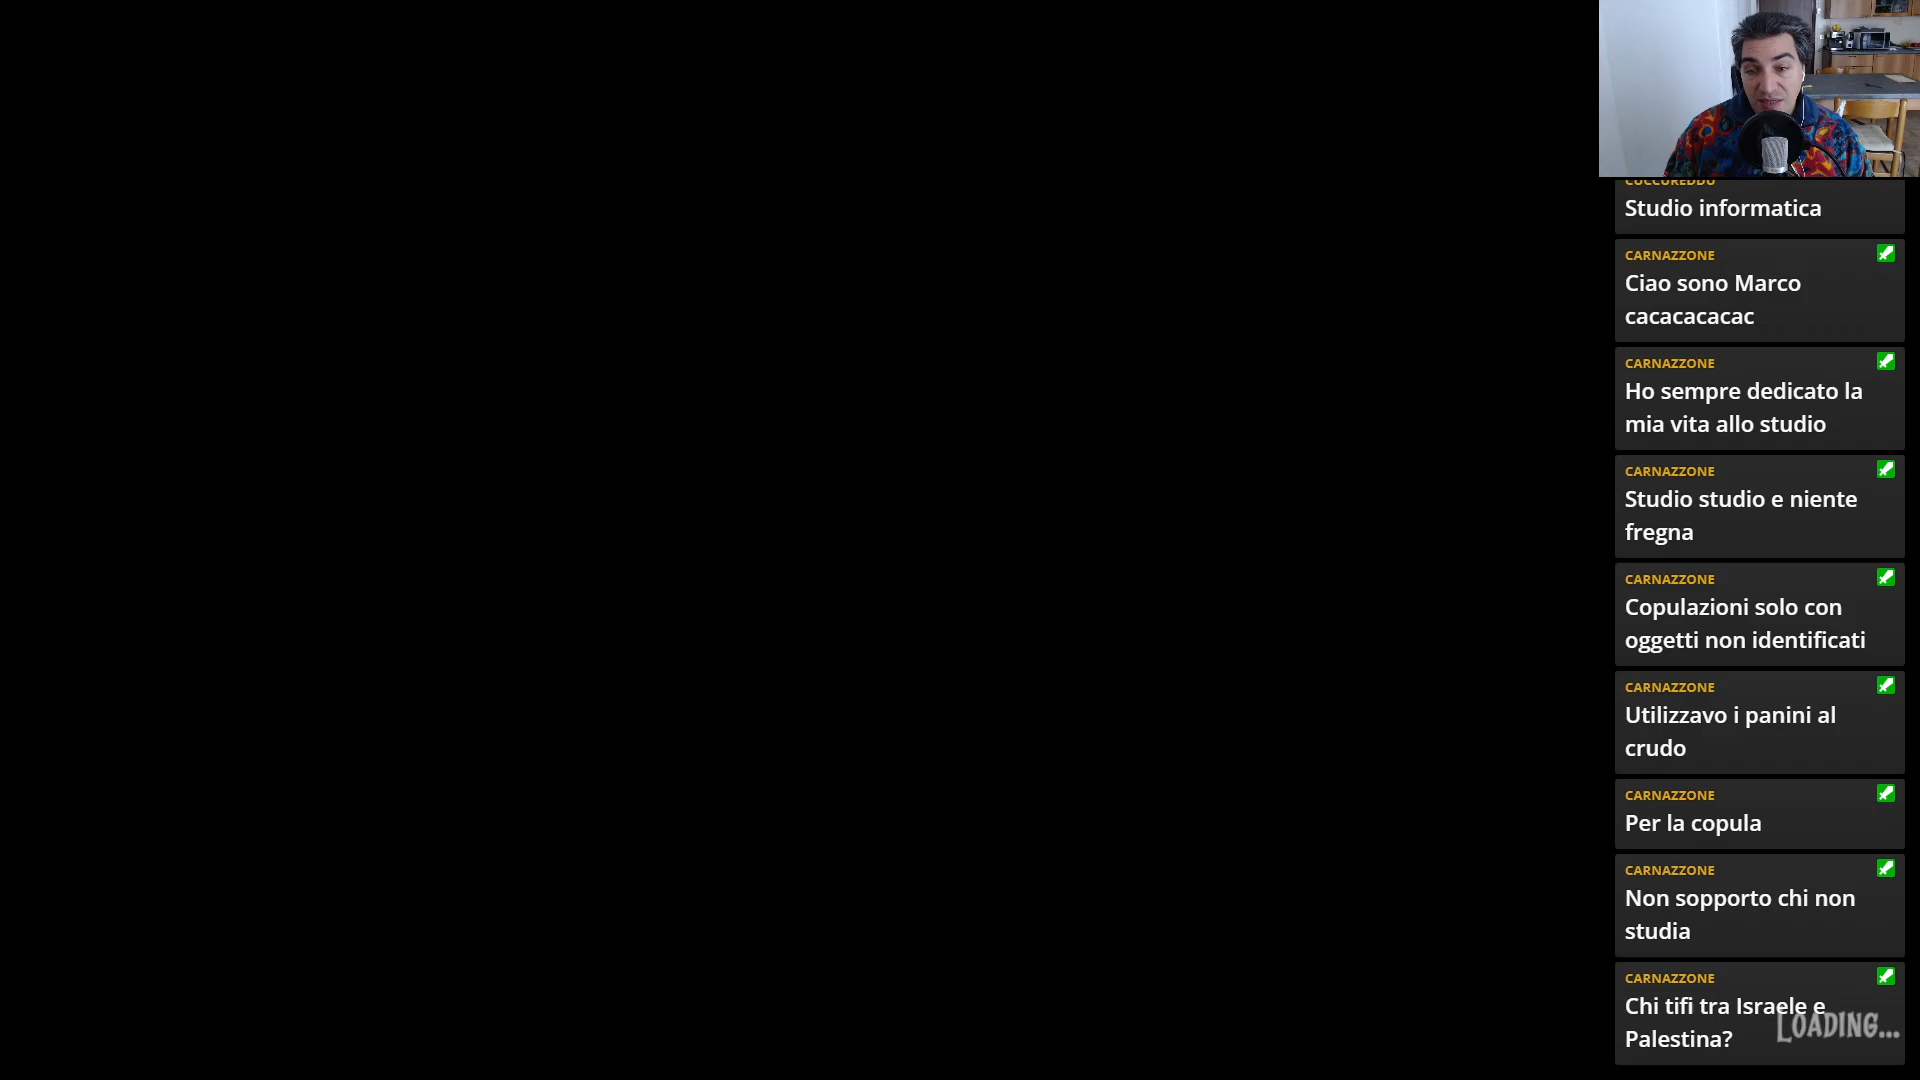 CUCCUREDDU
Studio informatica
CARNAZZONE
Ciao sono Marco
cacacacacac
CARNAZZONE
Ho sempre dedicato la
mia vita allo studio
CARNAZZONE
Studio studio e niente
fregna
CARNAZZONE
Copulazioni solo con
oggetti non identificati
CARNAZZONE
Utilizzavo i panini al
crudo
CARNAZZONE
Per la copula
CARNAZZONE
Non sopporto chi non
studia
CARNAZZONE
Chi tifi tra Israele e
Palestina?
LOADING...